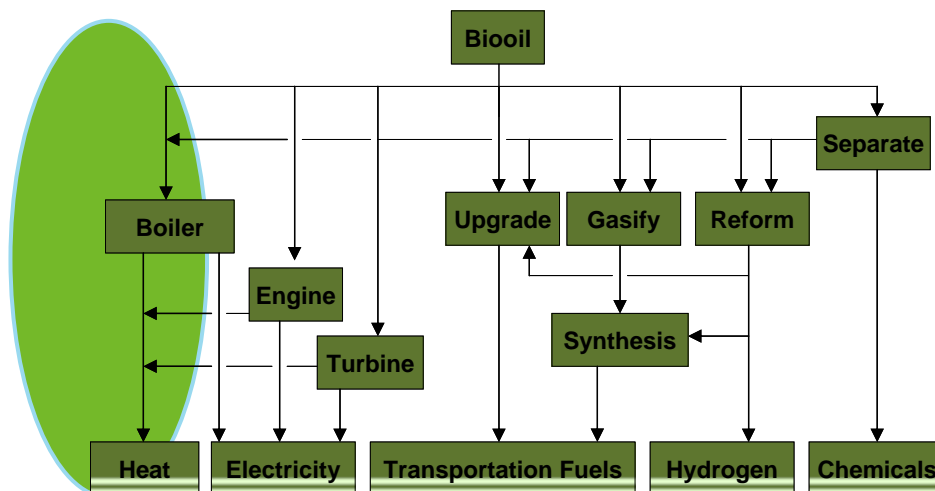 Biooil
Separate
Boiler
Upgrade
Gasify
Reform
Engine
Synthesis
Turbine
Heat
Electricity
Transportation Fuels
Hydrogen
Chemicals